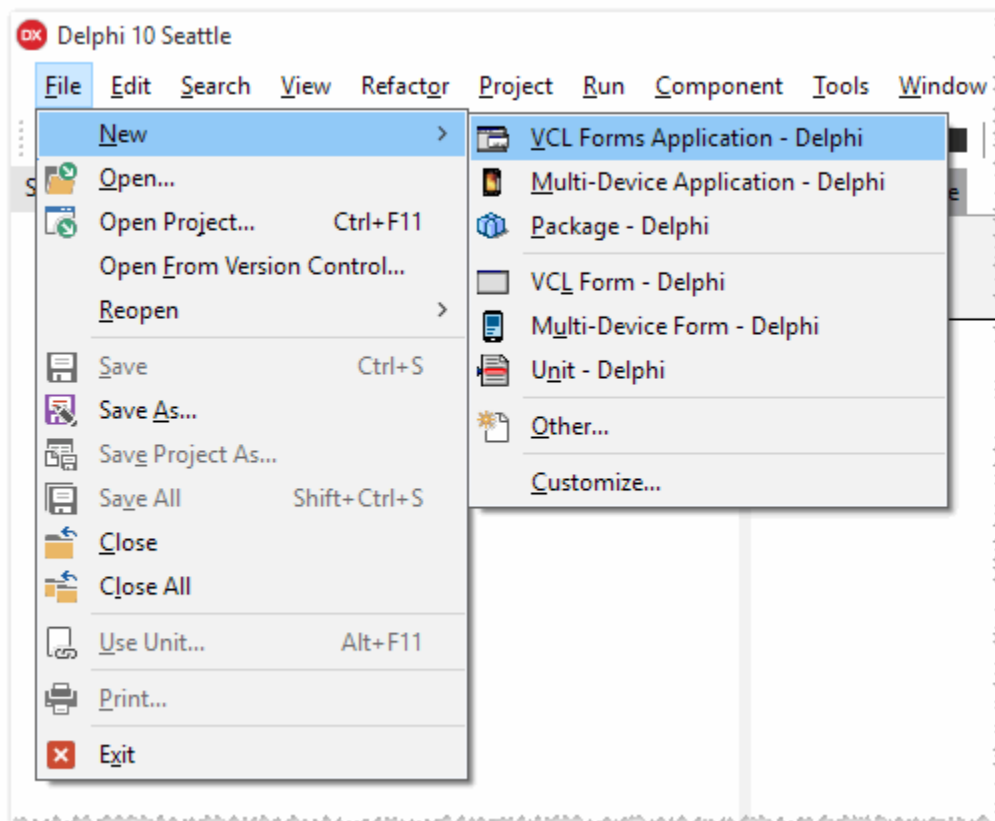 DX Delphi 10 Seattle
File Edit Search View Refactor Project Run Component Tools Window
New
Open...
Open Project... Ctrl+F11
Open From Version Control...
Reopen
Save Ctrl+S
Save As...
Save Project As...
Save All Shift+Ctrl+S
Close
Close All
Use Unit... Alt+F11
Print...
Exit
VCL Forms Application - Delphi
Multi-Device Application - Delphi
Package - Delphi
VCL Form - Delphi
Multi-Device Form - Delphi
Unit - Delphi
Other...
Customize...